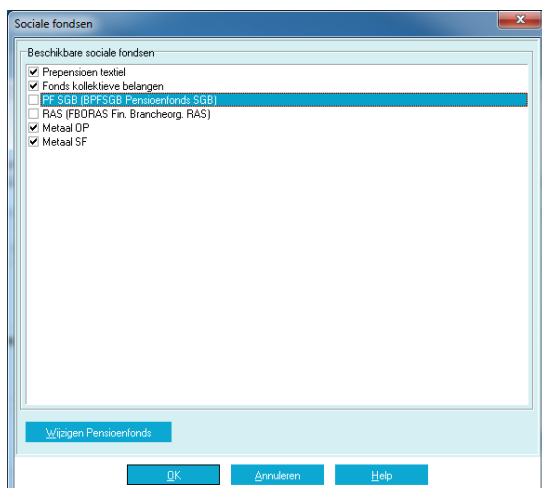 Sociale fondsen
Beschikbare sociale fondsen
Prepensioen textiel
Fonds kollektieve belangen
PF SGB (BPFSGB Pensioenfonds SGB)
RAS (FBORAS Fin. Brancheorg. RAS)
Metaal OP
Metaal SF
Wijzigen Pensioenfonds
OK Annuleren Help